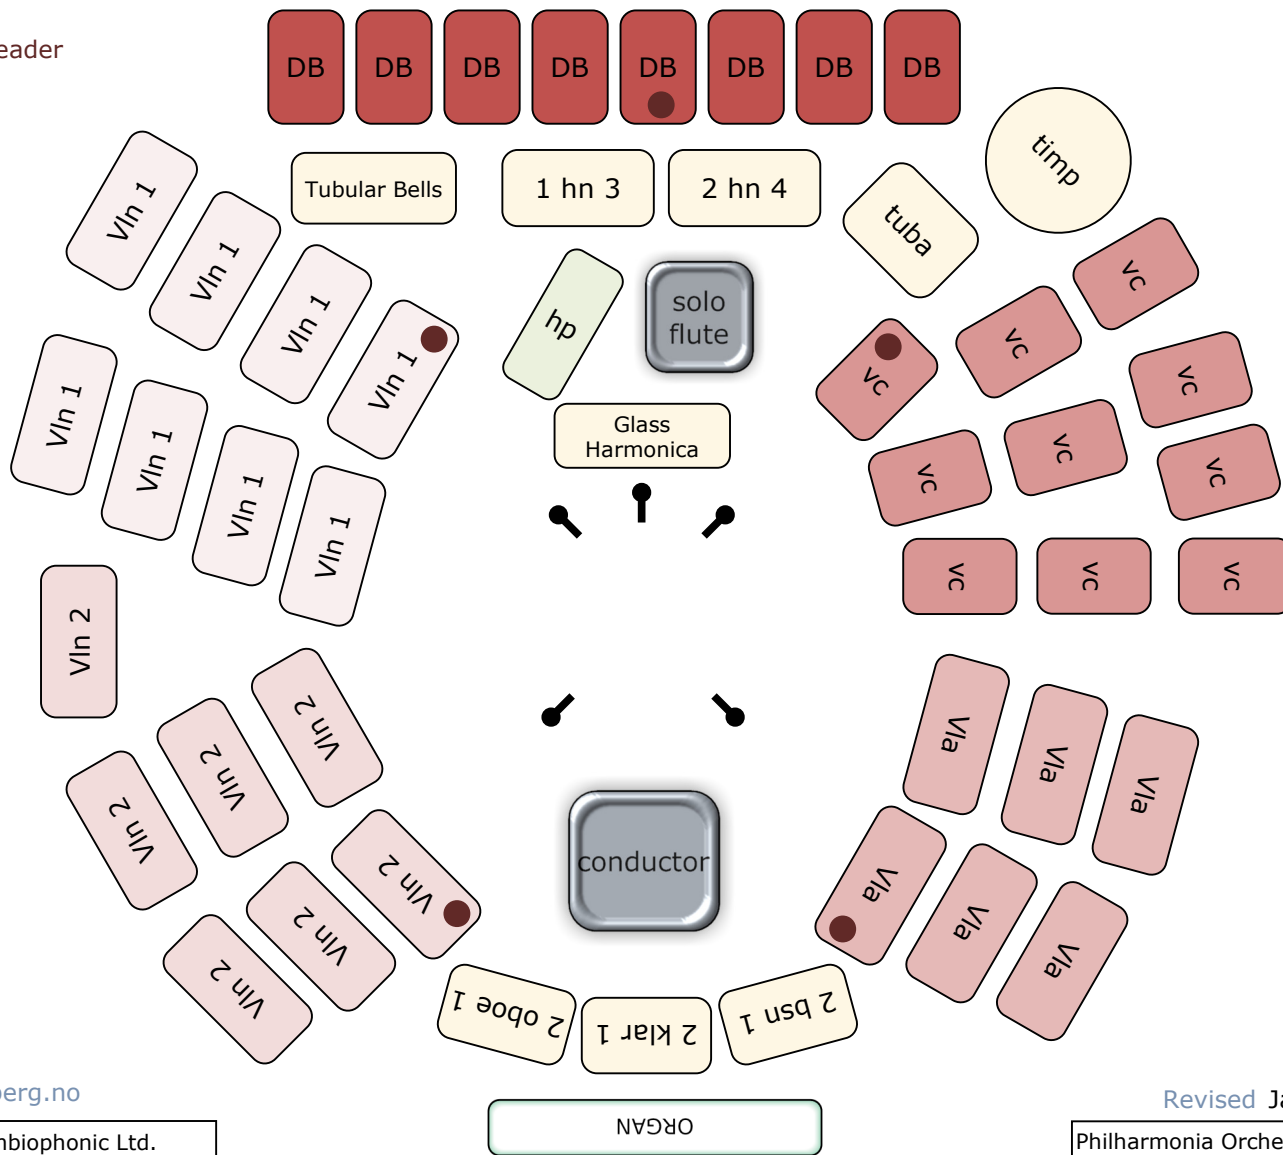 eader
DB DB DB DB DB DB DB DB
timp
Tubular Bells
1 hn 3
2 hn 4
tuba
Vln 1
Vln 1
Vln 1
Vln 1
hp
solo
flute
vc
vc
vc
vc
Glass
Harmonica
Vln 1
Vln 1
Vln 1
Vln 1
vc
vc
vc
vc
vc
vc
Vln 2
Vln 2
Vln 2
Vln 2
Vln 2
Vln 2
Vln 2
conductor
Vla
Vla
Vla
Vla
Vla
Vla
2 oboe 1
2 klar 1
2 bsn 1
berg.no
Revised Ja
ORGAN
nbiophonic Ltd.
Philharmonia Orche